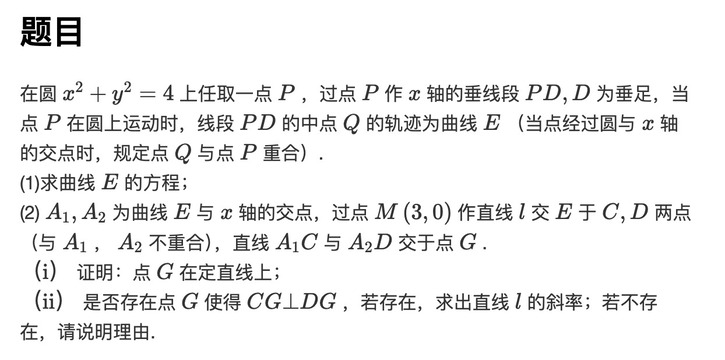 题目
在圆 x² + y² = 4 上任取一点 P ，过点 P 作 x 轴的垂线段 PD, D 为垂足，当
点 P 在圆上运动时，线段 PD 的中点 Q 的轨迹为曲线 E （当点经过圆与 x 轴
的交点时，规定点 Q 与点 P 重合）.
(1)求曲线 E 的方程；
(2) A₁, A₂ 为曲线 E 与 x 轴的交点，过点 M (3, 0) 作直线 l 交 E 于 C, D 两点
（与 A₁ ， A₂ 不重合），直线 A₁C 与 A₂D 交于点 G .
（i） 证明：点 G 在定直线上；
（ii） 是否存在点 G 使得 CG⊥DG ，若存在，求出直线 l 的斜率；若不存
在，请说明理由.